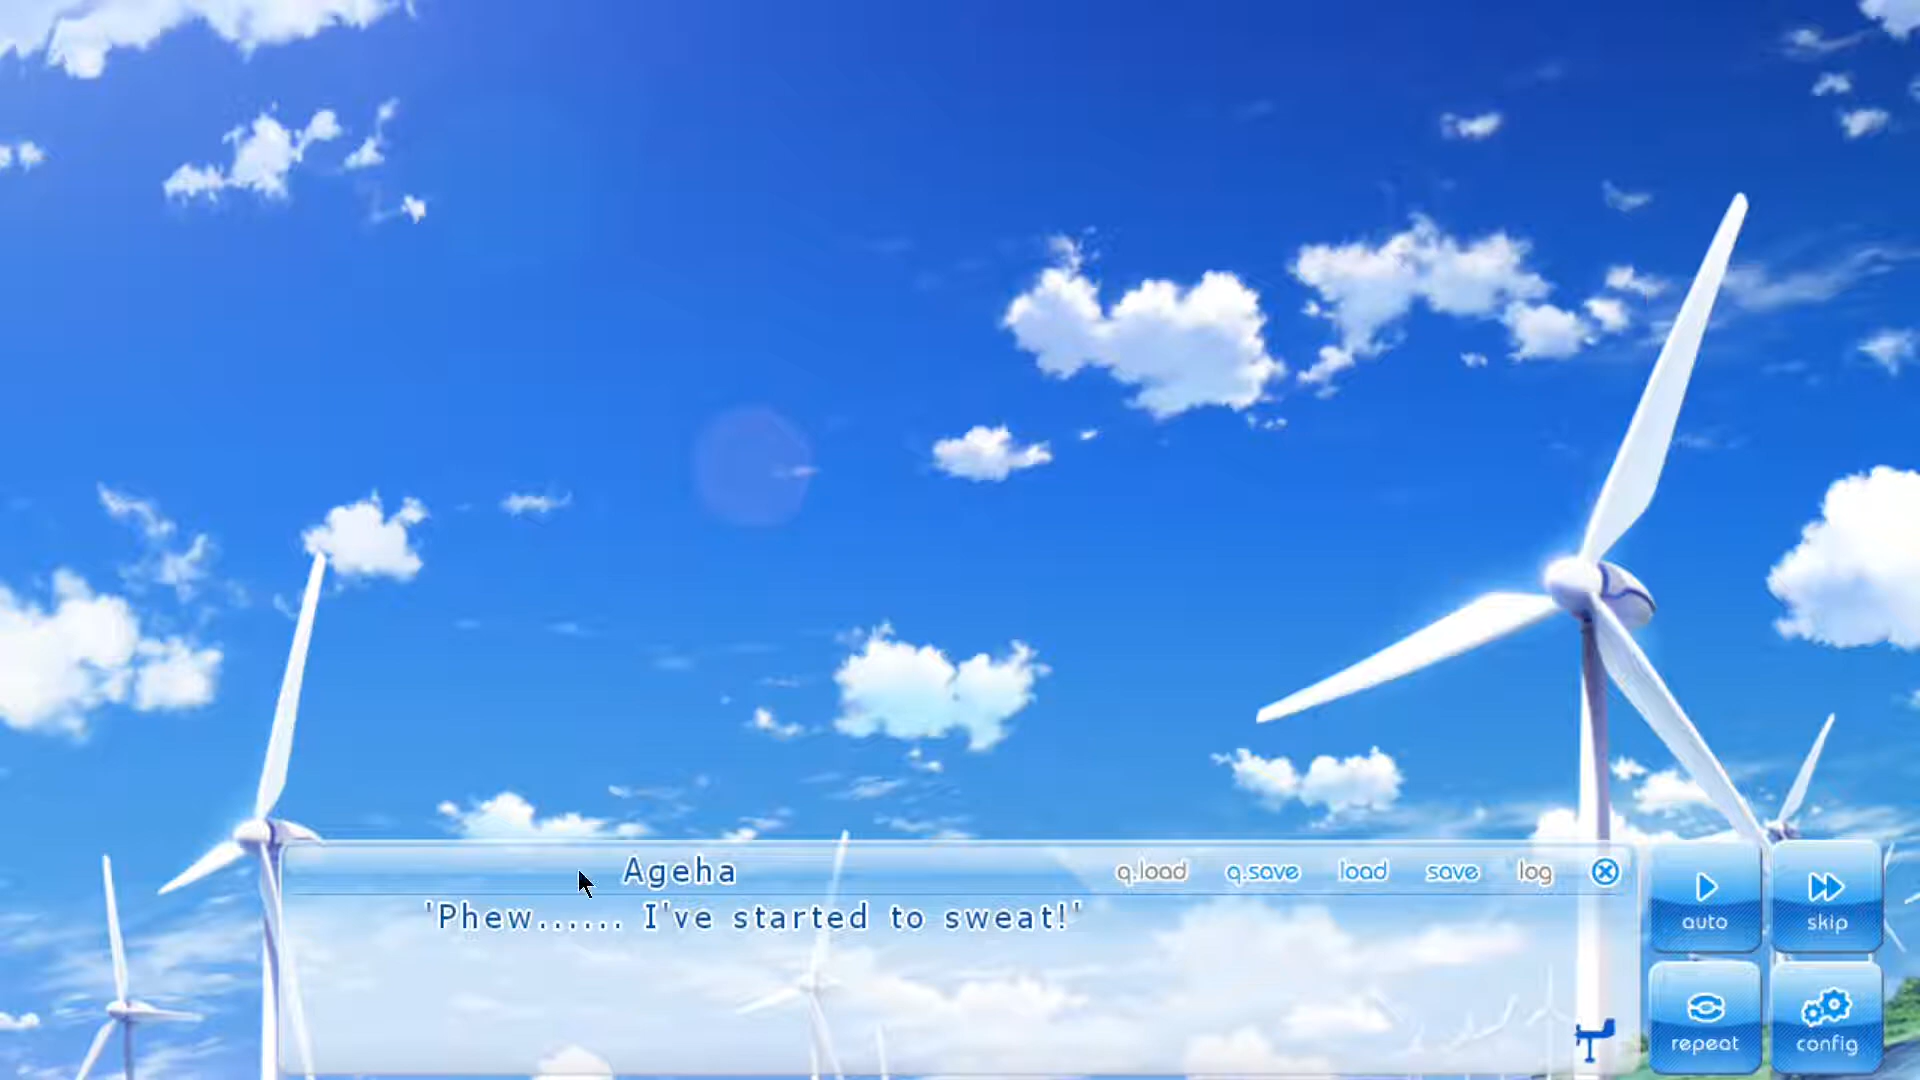 Ageha
q.load q.save load save log
'Phew...... I've started to sweat!'
auto
skip
repeat
config